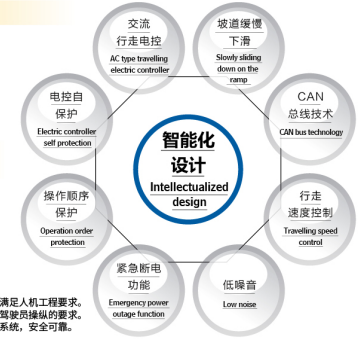 交流
行走电控
AC type travelling
electric controller
坡道缓慢
下滑
Slowly sliding
down on the
ramp
电控自
保护
Electric controller
self protection
CAN
总线技术
CAN bus technology
智能化
设计
Intellectualized
design
操作顺序
保护
Operation order
protection
行走
速度控制
Travelling speed
control
紧急断电
功能
Emergency power
outage function
低噪音
Low noise
满足人机工程要求。
驾驶员操纵的要求。
系统，安全可靠。